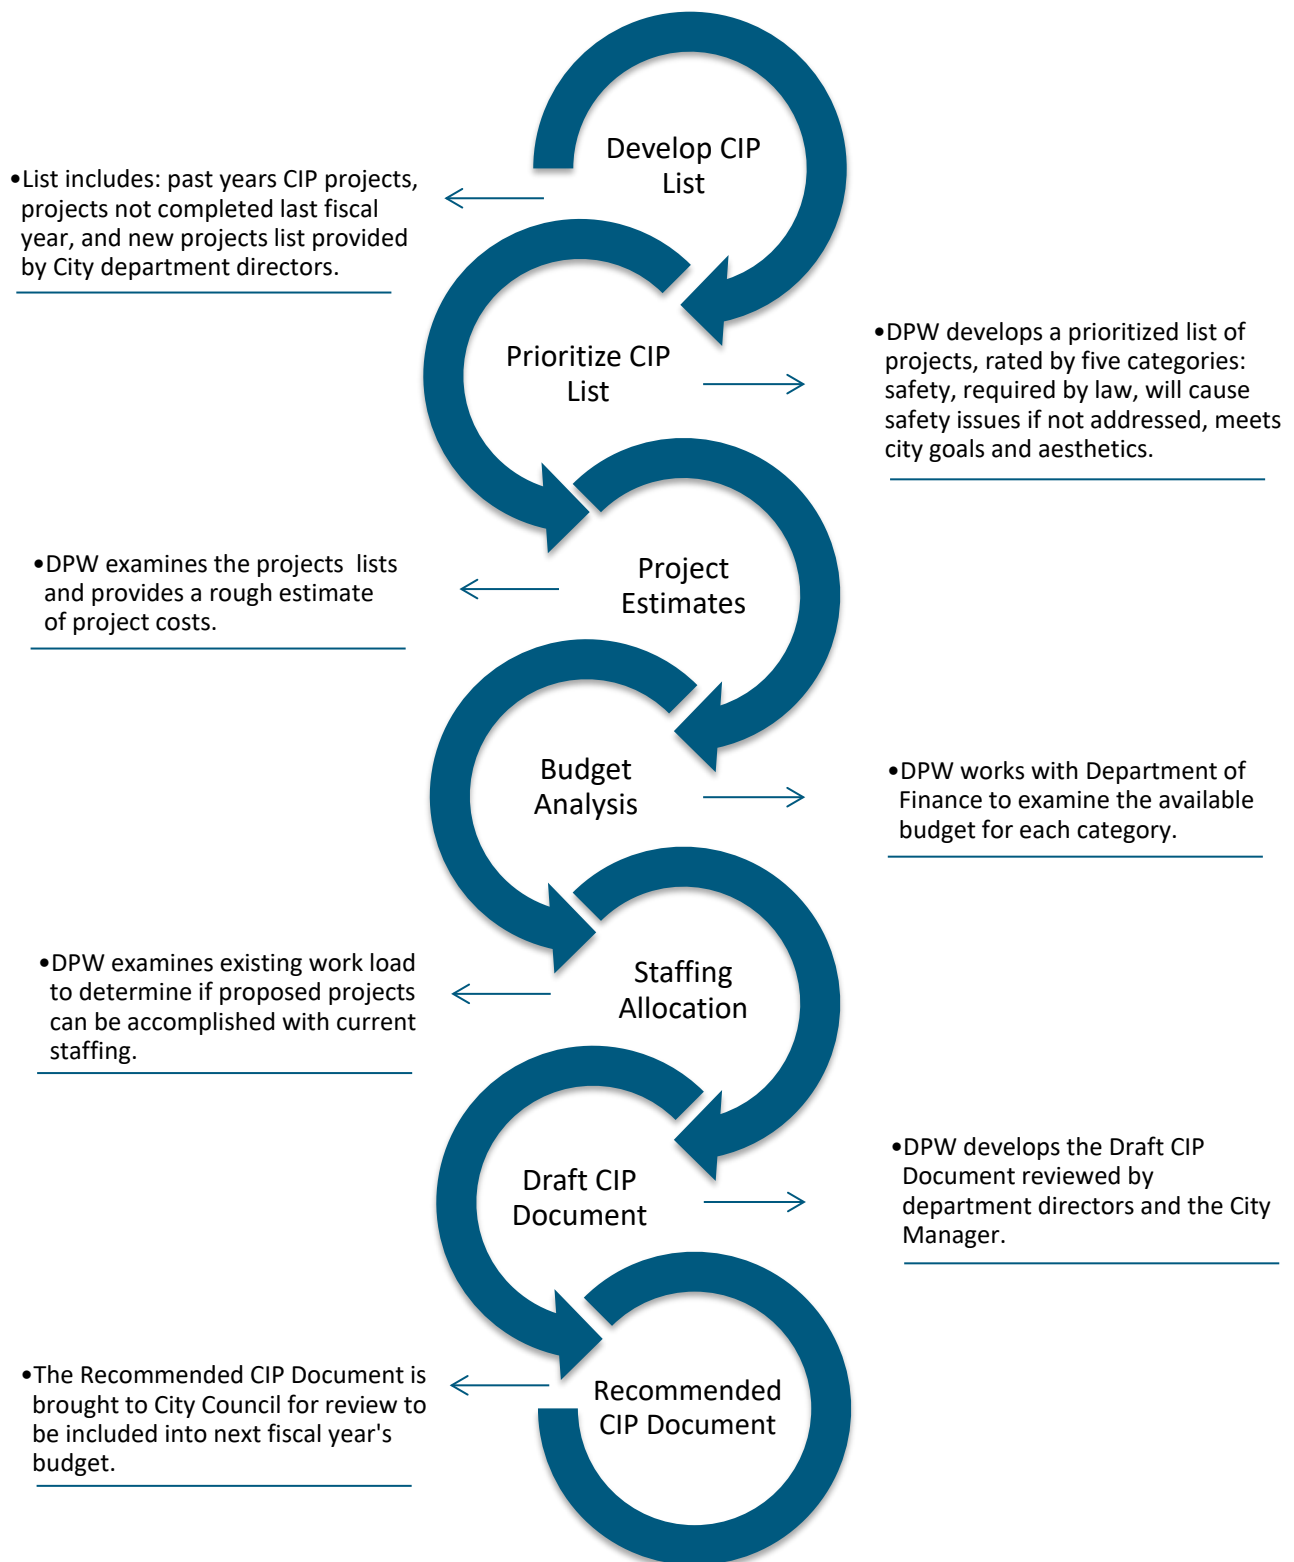 Develop CIP
List
•List includes: past years CIP projects,
projects not completed last fiscal
year, and new projects list provided
by City department directors.
Prioritize CIP
List
•DPW develops a prioritized list of
projects, rated by five categories:
safety, required by law, will cause
safety issues if not addressed, meets
city goals and aesthetics.
Project
Estimates
•DPW examines the projects  lists
and provides a rough estimate
of project costs.
Budget
Analysis
•DPW works with Department of
Finance to examine the available
budget for each category.
Staffing
Allocation
•DPW examines existing work load
to determine if proposed projects
can be accomplished with current
staffing.
Draft CIP
Document
•DPW develops the Draft CIP
Document reviewed by
department directors and the City
Manager.
Recommended
CIP Document
•The Recommended CIP Document is
brought to City Council for review to
be included into next fiscal year's
budget.